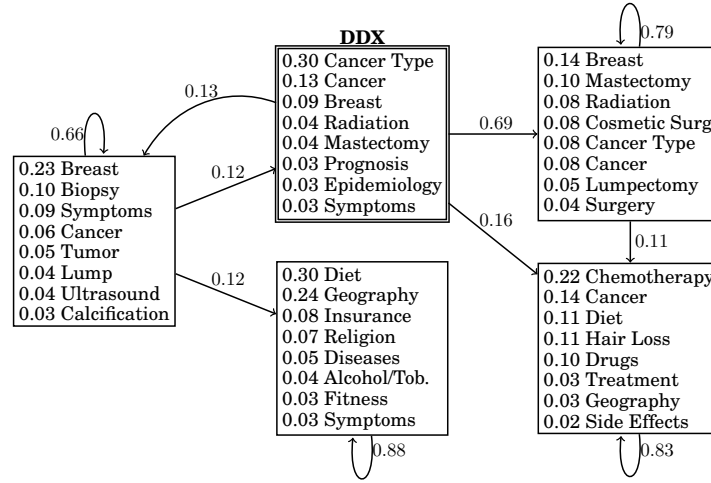 DDX
0.30 Cancer Type
0.13 Cancer
0.09 Breast
0.04 Radiation
0.04 Mastectomy
0.03 Prognosis
0.03 Epidemiology
0.03 Symptoms
0.79
0.14 Breast
0.10 Mastectomy
0.08 Radiation
0.08 Cosmetic Surg
0.08 Cancer Type
0.08 Cancer
0.05 Lumpectomy
0.04 Surgery
0.13
0.69
0.66
0.12
0.23 Breast
0.10 Biopsy
0.09 Symptoms
0.06 Cancer
0.05 Tumor
0.04 Lump
0.04 Ultrasound
0.03 Calcification
0.16
0.11
0.12
0.30 Diet
0.24 Geography
0.08 Insurance
0.07 Religion
0.05 Diseases
0.04 Alcohol/Tob.
0.03 Fitness
0.03 Symptoms
0.88
0.22 Chemotherapy
0.14 Cancer
0.11 Diet
0.11 Hair Loss
0.10 Drugs
0.03 Treatment
0.03 Geography
0.02 Side Effects
0.83